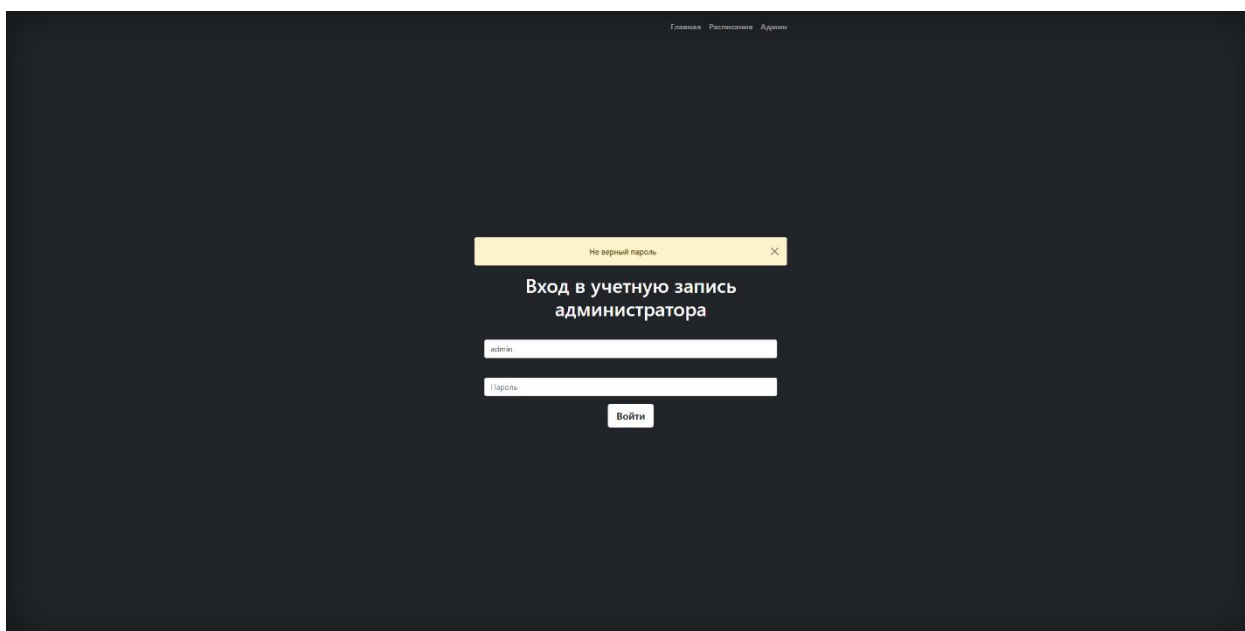 Главная Расписания Админ
Не верный пароль
Вход в учетную запись
администратора
admin
Пароль
Войти